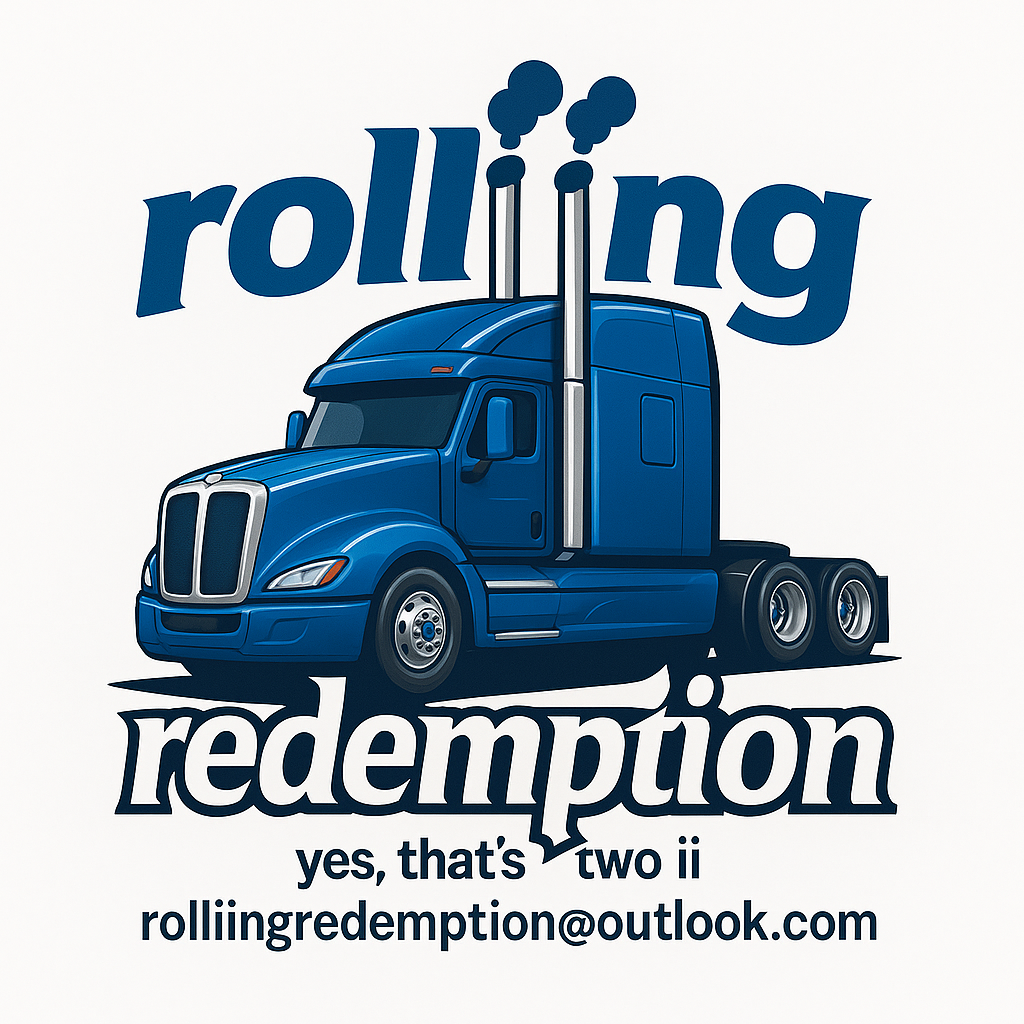 rolliing
redemption
yes, that's two ii
rolliingredemption@outlook.com